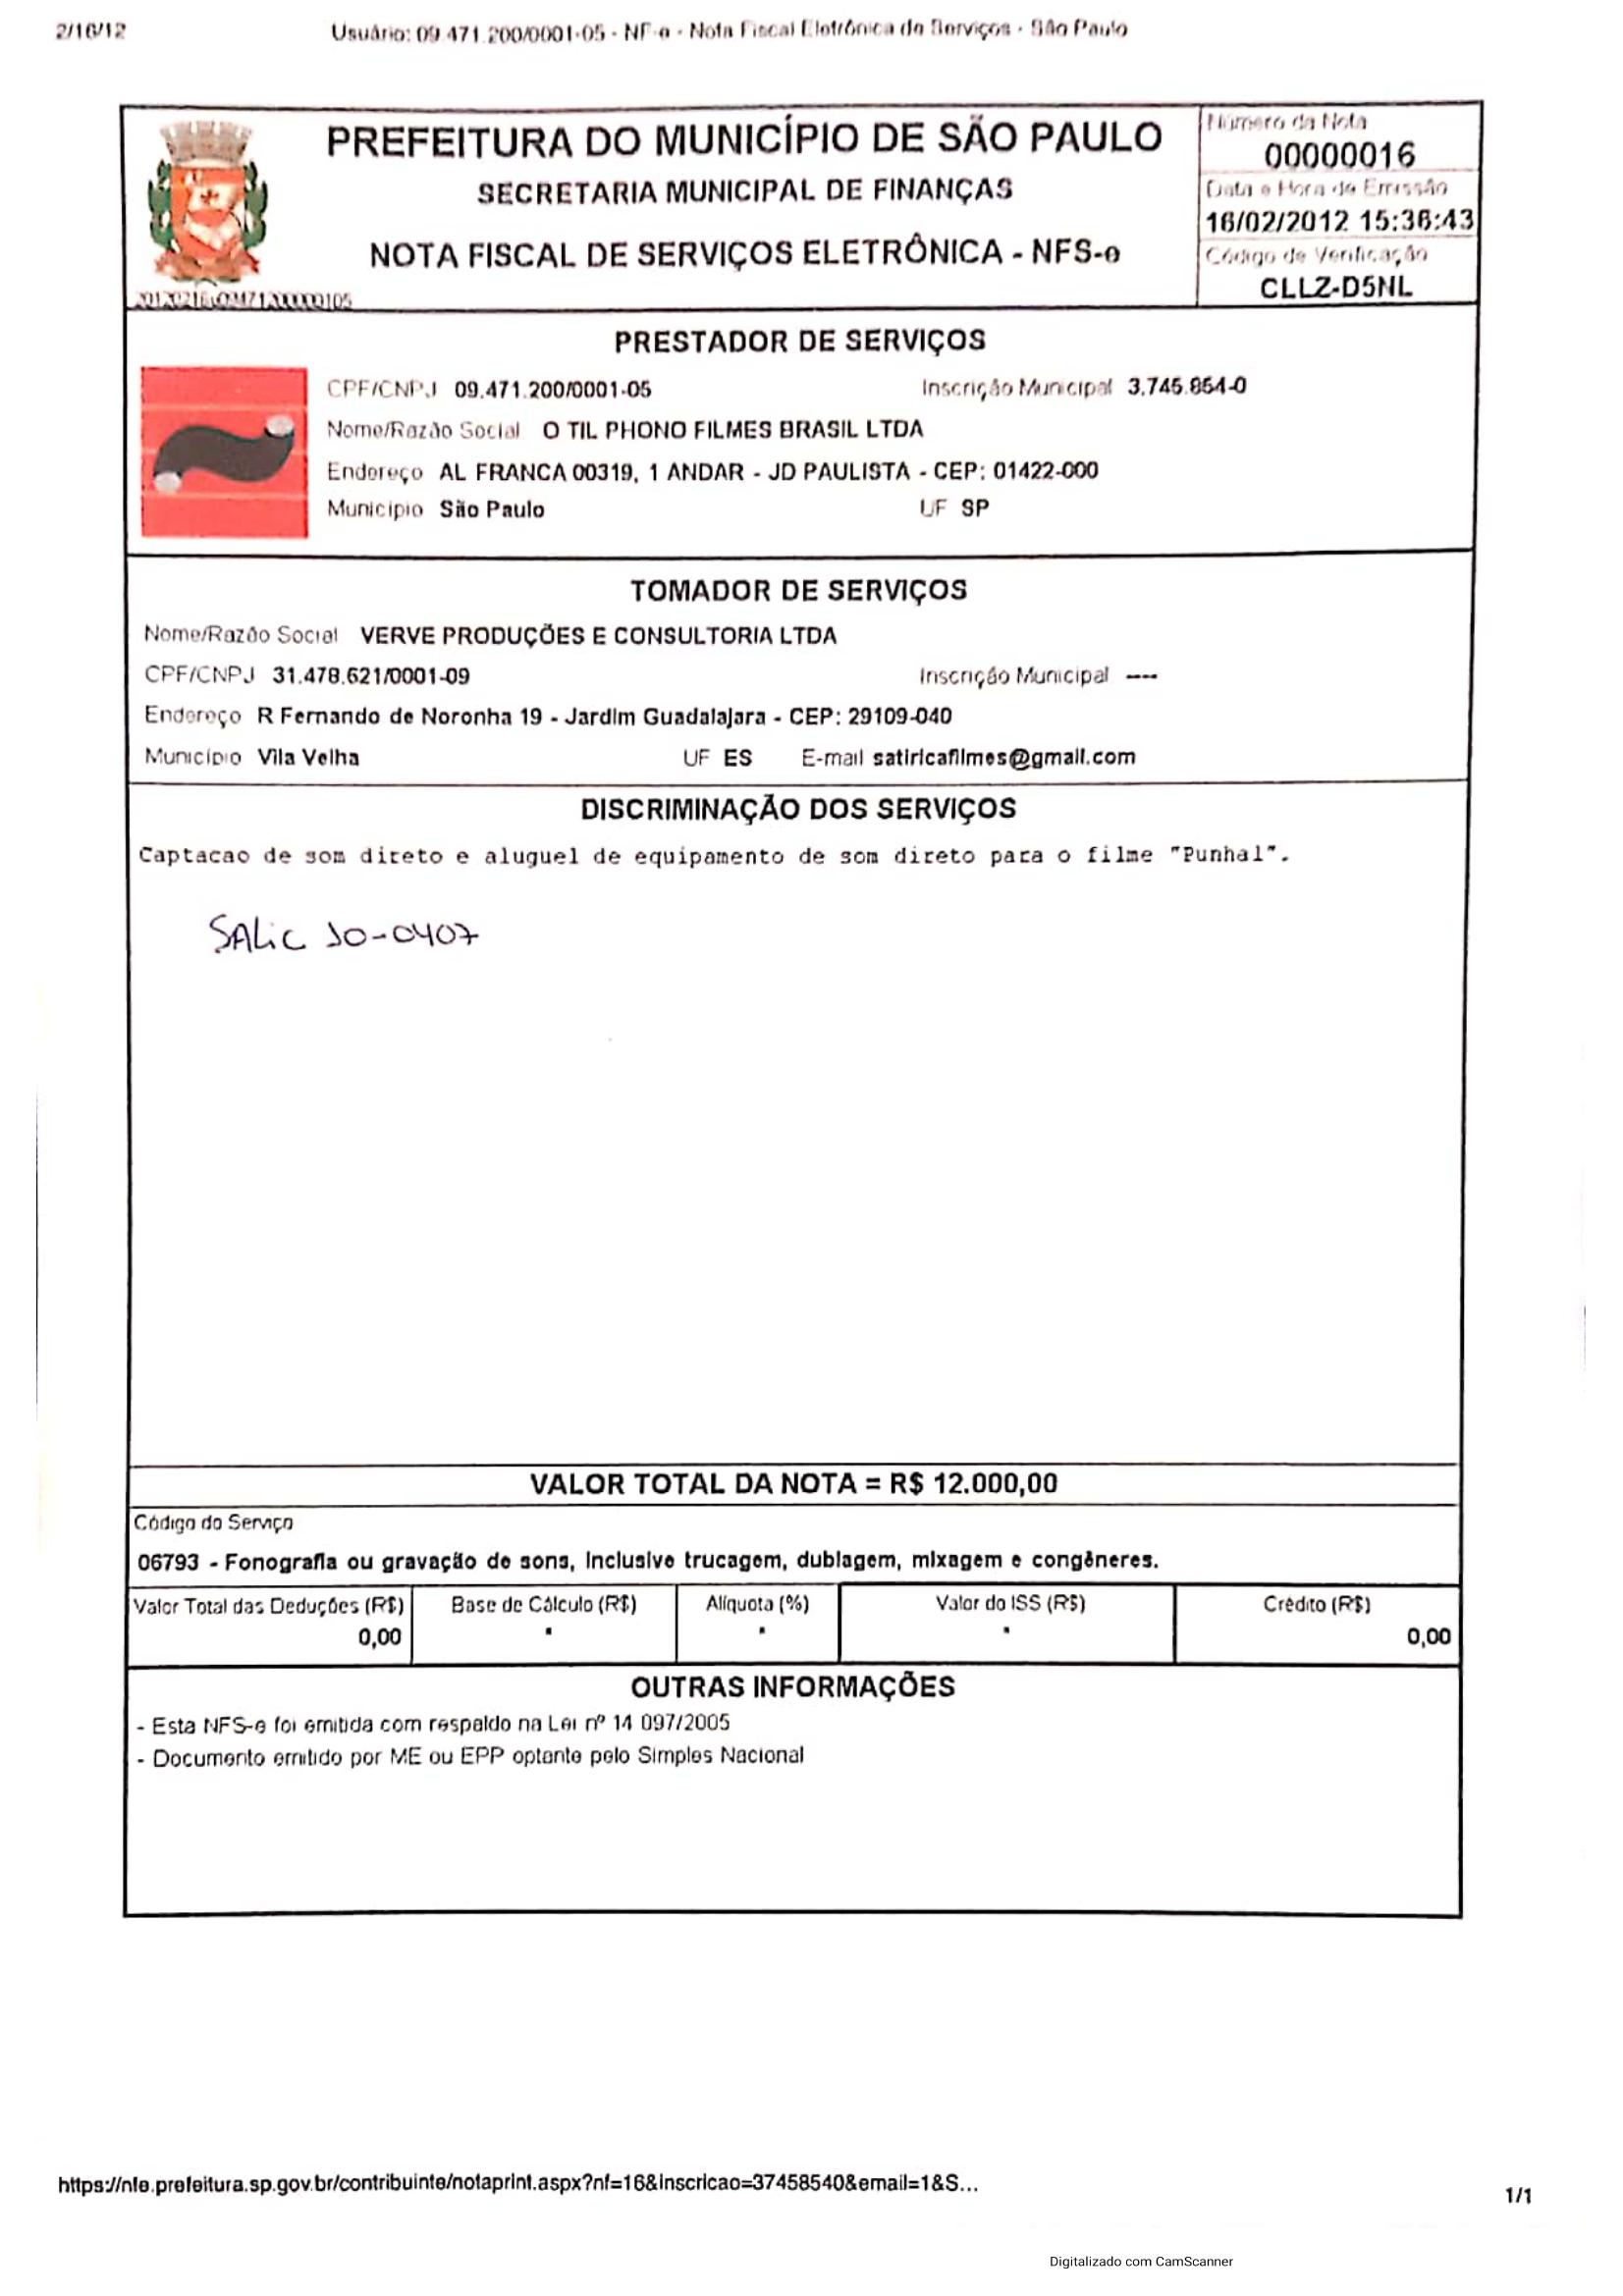 2/16/12
Usuário: 09.471.200/0001-05 - NF-e - Nota Fiscal Eletrônica de Serviços - São Paulo
PREFEITURA DO MUNICÍPIO DE SÃO PAULO
SECRETARIA MUNICIPAL DE FINANÇAS
NOTA FISCAL DE SERVIÇOS ELETRÔNICA - NFS-e
Número da Nota
00000016
Data e Hora de Emissão
16/02/2012 15:36:43
Código de Verificação
CLLZ-D5NL
PRESTADOR DE SERVIÇOS
CPF/CNPJ 09.471.200/0001-05 Inscrição Municipal 3.745.854-0
Nome/Razão Social O TIL PHONO FILMES BRASIL LTDA
Endereço AL FRANCA 00319, 1 ANDAR - JD PAULISTA - CEP: 01422-000
Município São Paulo UF SP
TOMADOR DE SERVIÇOS
Nome/Razão Social VERVE PRODUÇÕES E CONSULTORIA LTDA
CPF/CNPJ 31.478.621/0001-09 Inscrição Municipal ----
Endereço R Fernando de Noronha 19 - Jardim Guadalajara - CEP: 29109-040
Município Vila Velha UF ES E-mail satiricafilmes@gmail.com
DISCRIMINAÇÃO DOS SERVIÇOS
Captacao de som direto e aluguel de equipamento de som direto para o filme "Punhal".
SALIC 10-0407
VALOR TOTAL DA NOTA = R$ 12.000,00
Código do Serviço
06793 - Fonografia ou gravação de sons, inclusive trucagem, dublagem, mixagem e congêneres.
Valor Total das Deduções (R$) Base de Cálculo (R$) Alíquota (%) Valor do ISS (R$) Crédito (R$)
0,00 * * * 0,00
OUTRAS INFORMAÇÕES
- Esta NFS-e foi emitida com respaldo na Lei nº 14.097/2005
- Documento emitido por ME ou EPP optante pelo Simples Nacional
https://nfe.prefeitura.sp.gov.br/contribuinte/notaprint.aspx?nf=16&inscricao=37458540&email=1&S...
1/1
Digitalizado com CamScanner